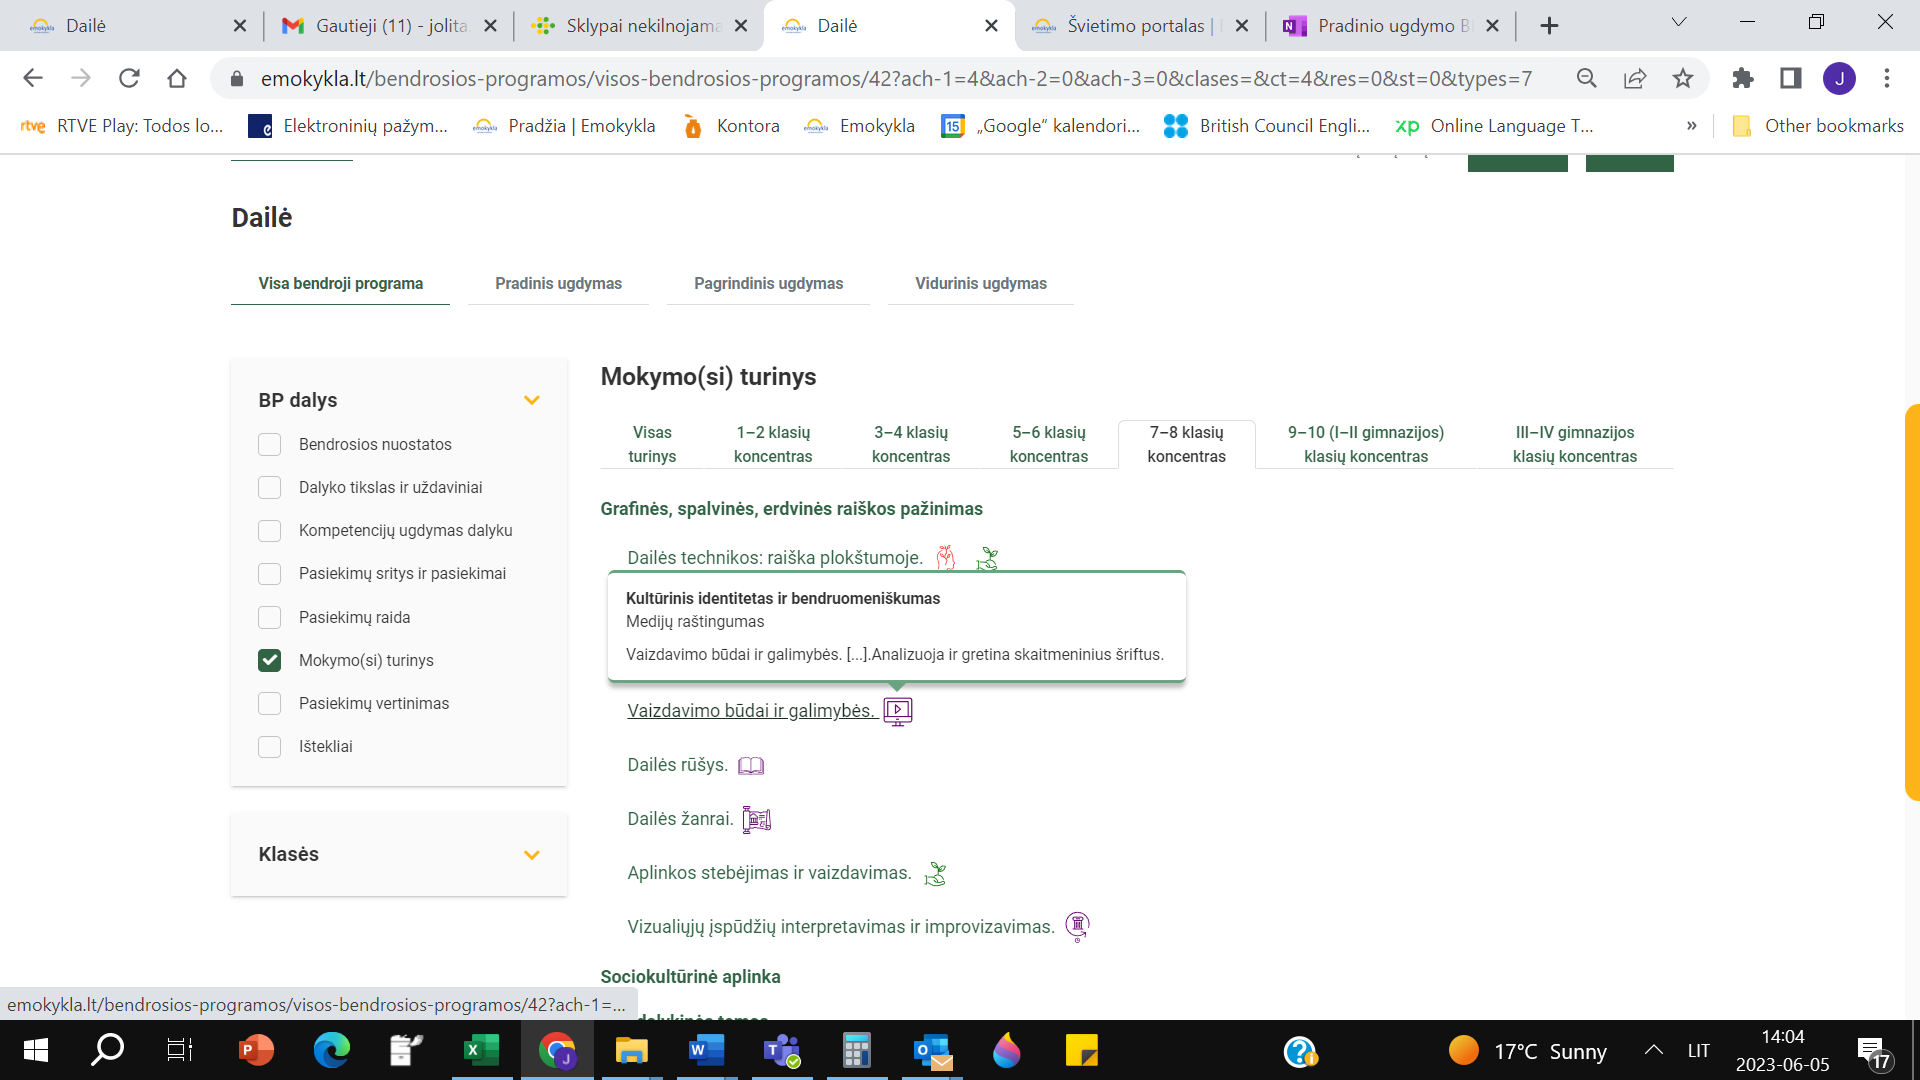 Dailė
Gautieji (11) - jolita
Sklypai nekilnojama
Dailė
Švietimo portalas |
Pradinio ugdymo B
emokykla.lt/bendrosios-programos/visos-bendrosios-programos/42?ach-1=4&ach-2=0&ach-3=0&clases=&ct=4&res=0&st=0&types=7
J
rtve RTVE Play: Todos lo...
Elektroninių pažym...
Pradžia | Emokykla
Kontora
Emokykla
15 „Google“ kalendori...
British Council Engli...
xp Online Language T...
»
Other bookmarks
Dailė
Visa bendroji programa
Pradinis ugdymas
Pagrindinis ugdymas
Vidurinis ugdymas
BP dalys
Bendrosios nuostatos
Dalyko tikslas ir uždaviniai
Kompetencijų ugdymas dalyku
Pasiekimų sritys ir pasiekimai
Pasiekimų raida
Mokymo(si) turinys
Pasiekimų vertinimas
Ištekliai
Klasės
Mokymo(si) turinys
Visas turinys
1–2 klasių koncentras
3–4 klasių koncentras
5–6 klasių koncentras
7–8 klasių koncentras
9–10 (I–II gimnazijos) klasių koncentras
III–IV gimnazijos klasių koncentras
Grafinės, spalvinės, erdvinės raiškos pažinimas
Dailės technikos: raiška plokštumoje.
Kultūrinis identitetas ir bendruomeniškumas
Medijų raštingumas
Vaizdavimo būdai ir galimybės. [...].Analizuoja ir gretina skaitmeninius šriftus.
Vaizdavimo būdai ir galimybės.
Dailės rūšys.
Dailės žanrai.
Aplinkos stebėjimas ir vaizdavimas.
Vizualiųjų įspūdžių interpretavimas ir improvizavimas.
Sociokultūrinė aplinka
emokykla.lt/bendrosios-programos/visos-bendrosios-programos/42?ach-1=...
17°C Sunny
LIT
14:04
2023-06-05
17